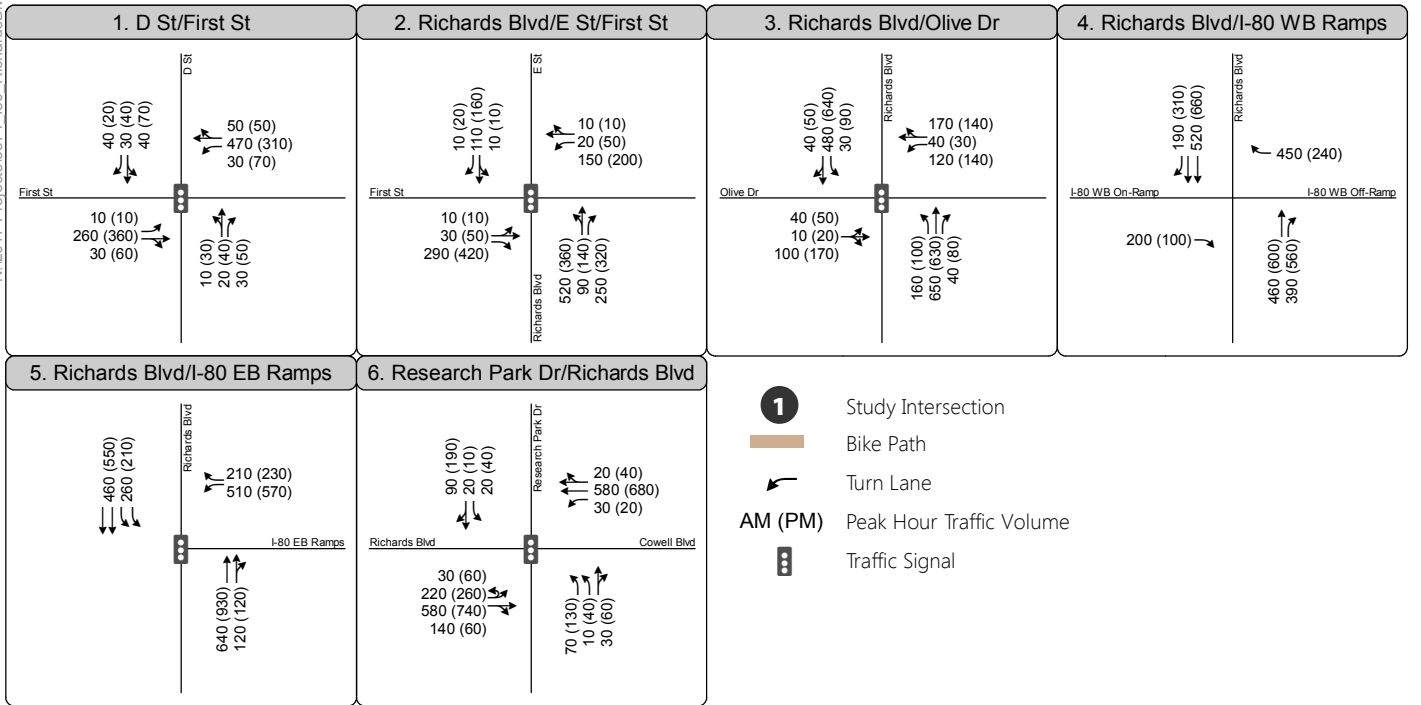 1. D St/First St
D St
40 (20)
30 (40)
40 (70)
50 (50)
470 (310)
30 (70)
First St
10 (10)
260 (360)
30 (60)
10 (30)
20 (40)
30 (50)
2. Richards Blvd/E St/First St
E St
10 (20)
110 (160)
10 (10)
10 (10)
20 (50)
150 (200)
First St
10 (10)
30 (50)
290 (420)
Richards Blvd
520 (360)
90 (140)
250 (320)
3. Richards Blvd/Olive Dr
Richards Blvd
40 (50)
480 (640)
30 (90)
170 (140)
40 (30)
120 (140)
Olive Dr
40 (50)
10 (20)
100 (170)
160 (100)
650 (630)
40 (80)
4. Richards Blvd/I-80 WB Ramps
Richards Blvd
190 (310)
520 (660)
450 (240)
I-80 WB On-Ramp
I-80 WB Off-Ramp
200 (100)
460 (600)
390 (560)
5. Richards Blvd/I-80 EB Ramps
Richards Blvd
460 (550)
260 (210)
210 (230)
510 (570)
I-80 EB Ramps
640 (930)
120 (120)
6. Research Park Dr/Richards Blvd
Research Park Dr
90 (190)
20 (10)
20 (40)
20 (40)
580 (680)
30 (20)
Richards Blvd
Cowell Blvd
30 (60)
220 (260)
580 (740)
140 (60)
70 (130)
10 (40)
30 (60)
1 Study Intersection
Bike Path
Turn Lane
AM (PM) Peak Hour Traffic Volume
Traffic Signal